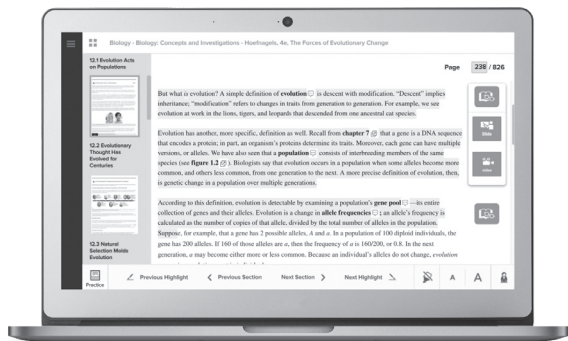 Biology - Biology: Concepts and Investigations - Hoefnagels, 4e. The Forces of Evolutionary Change
12.1 Evolution Acts
on Populations
12.2 Evolutionary
Thought Has
Evolved for
Centuries
12.3 Natural
Selection Molds
Evolution
Page 238 / 826
But what is evolution? A simple definition of evolution is descent with modification. “Descent” implies
inheritance; “modification” refers to changes in traits from generation to generation. For example, we see
evolution at work in the lions, tigers, and leopards that descended from one ancestral cat species.
Evolution has another, more specific, definition as well. Recall from chapter 7 that a gene is a DNA sequence
that encodes a protein; in part, an organism’s proteins determine its traits. Moreover, each gene can have multiple
versions, or alleles. We have also seen that a population consists of interbreeding members of the same
species (see figure 1.2 ). Biologists say that evolution occurs in a population when some alleles become more
common, and others less common, from one generation to the next. A more precise definition of evolution, then,
is genetic change in a population over multiple generations.
According to this definition, evolution is detectable by examining a population’s gene pool —its entire
collection of genes and their alleles. Evolution is a change in allele frequencies ; an allele’s frequency is
calculated as the number of copies of that allele, divided by the total number of alleles in the population.
Suppose, for example, that a gene has 2 possible alleles, A and a. In a population of 100 diploid individuals, the
gene has 200 alleles. If 160 of those alleles are a, then the frequency of a is 160/200, or 0.8. In the next
generation, a may become either more or less common. Because an individual’s alleles do not change, evolution
Slide
Video
Practice
Previous Highlight
Previous Section
Next Section
Next Highlight
A
A